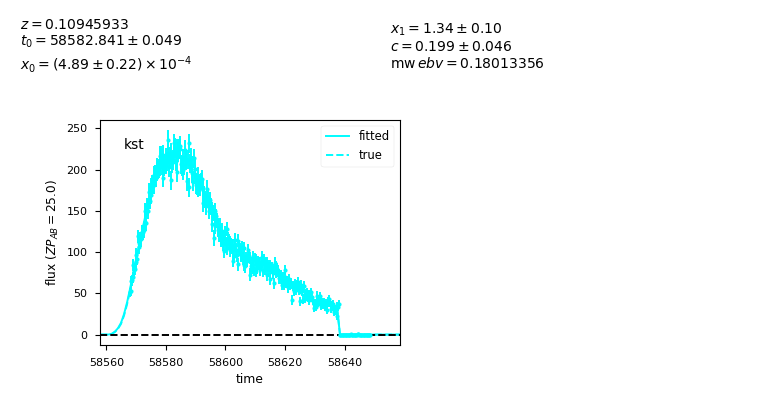 z = 0.10945933
t₀ = 58582.841 ± 0.049
x₀ = (4.89 ± 0.22) × 10⁻⁴
x₁ = 1.34 ± 0.10
c = 0.199 ± 0.046
mw ebv = 0.18013356
kst
fitted
true
250
200
150
100
50
0
flux (ZP_AB = 25.0)
58560 58580 58600 58620 58640
time